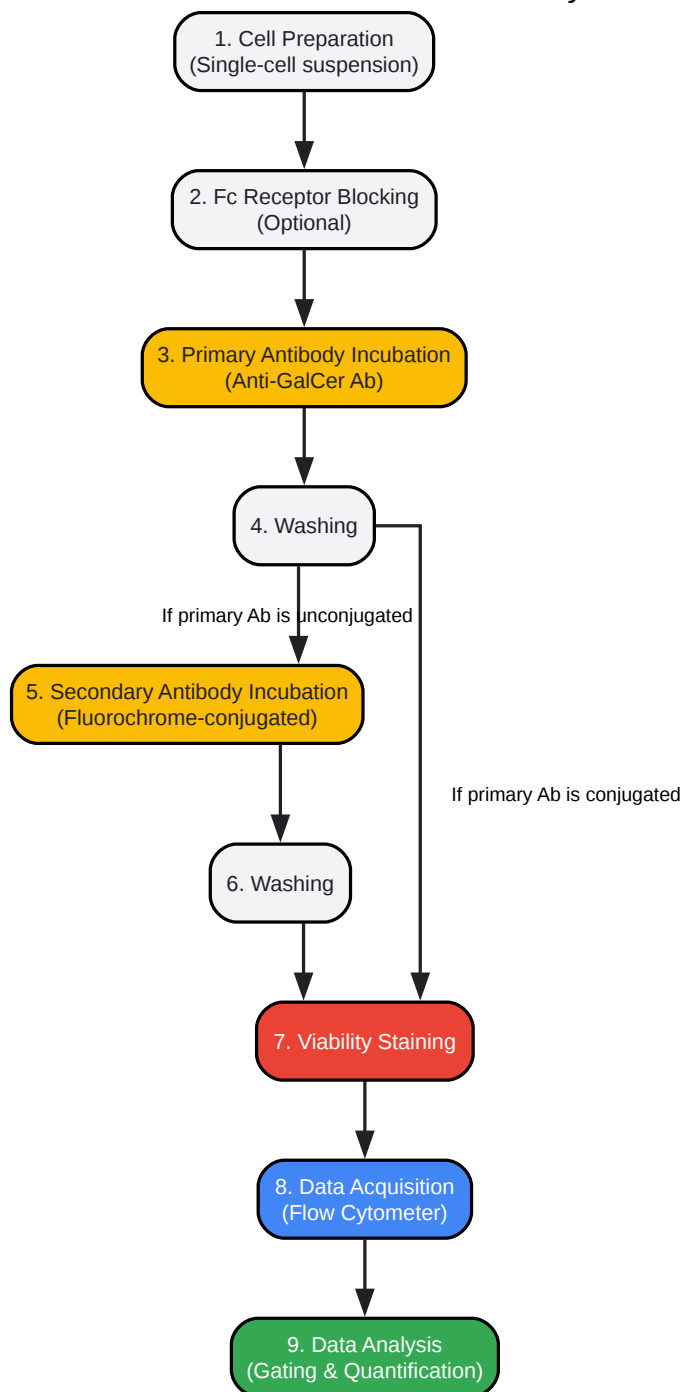 1. Cell Preparation
(Single-cell suspension)
2. Fc Receptor Blocking
(Optional)
3. Primary Antibody Incubation
(Anti-GalCer Ab)
4. Washing
If primary Ab is unconjugated
5. Secondary Antibody Incubation
(Fluorochrome-conjugated)
If primary Ab is conjugated
6. Washing
7. Viability Staining
8. Data Acquisition
(Flow Cytometer)
9. Data Analysis
(Gating & Quantification)